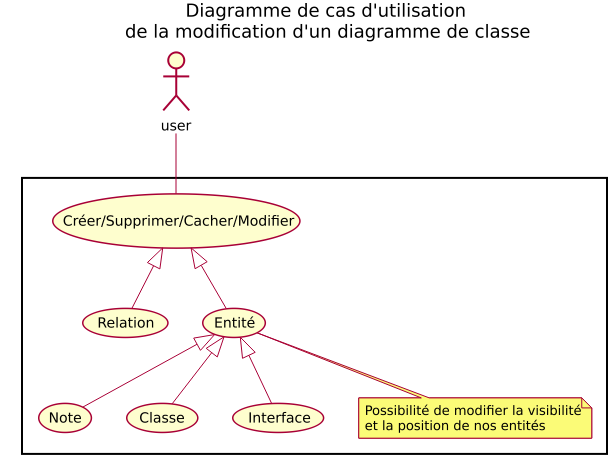 Diagramme de cas d'utilisation
de la modification d'un diagramme de classe
user
Créer/Supprimer/Cacher/Modifier
Relation
Entité
Note
Classe
Interface
Possibilité de modifier la visibilité
et la position de nos entités